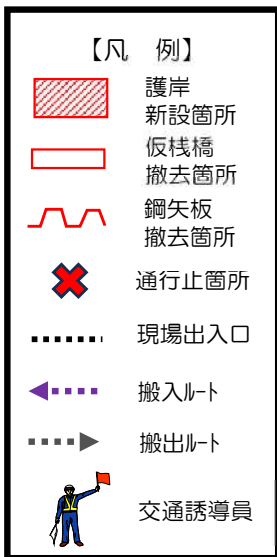 【凡　例】
護岸
新設箇所
仮桟橋
撤去箇所
鋼矢板
撤去箇所
通行止箇所
現場出入口
搬入ﾙｰﾄ
搬出ﾙｰﾄ
交通誘導員